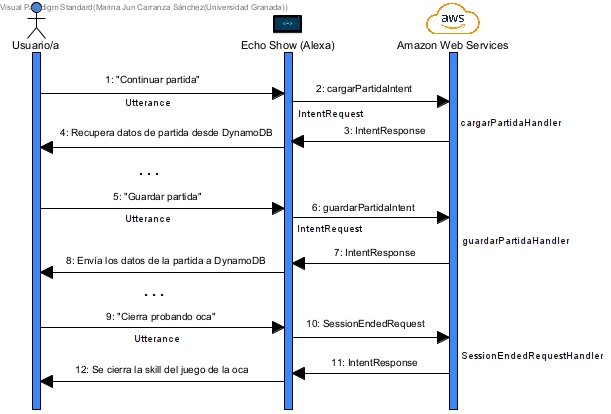 Visual Paradigm Standard(Marina Jun Carranza Sánchez(Universidad Granada))
aws
Usuario/a
Echo Show (Alexa)
Amazon Web Services
1: "Continuar partida"
Utterance
2: cargarPartidaIntent
IntentRequest
cargarPartidaHandler
3: IntentResponse
4: Recupera datos de partida desde DynamoDB
...
5: "Guardar partida"
Utterance
6: guardarPartidaIntent
IntentRequest
guardarPartidaHandler
7: IntentResponse
8: Envía los datos de la partida a DynamoDB
...
9: "Cierra probando oca"
Utterance
10: SessionEndedRequest
SessionEndedRequestHandler
11: IntentResponse
12: Se cierra la skill del juego de la oca